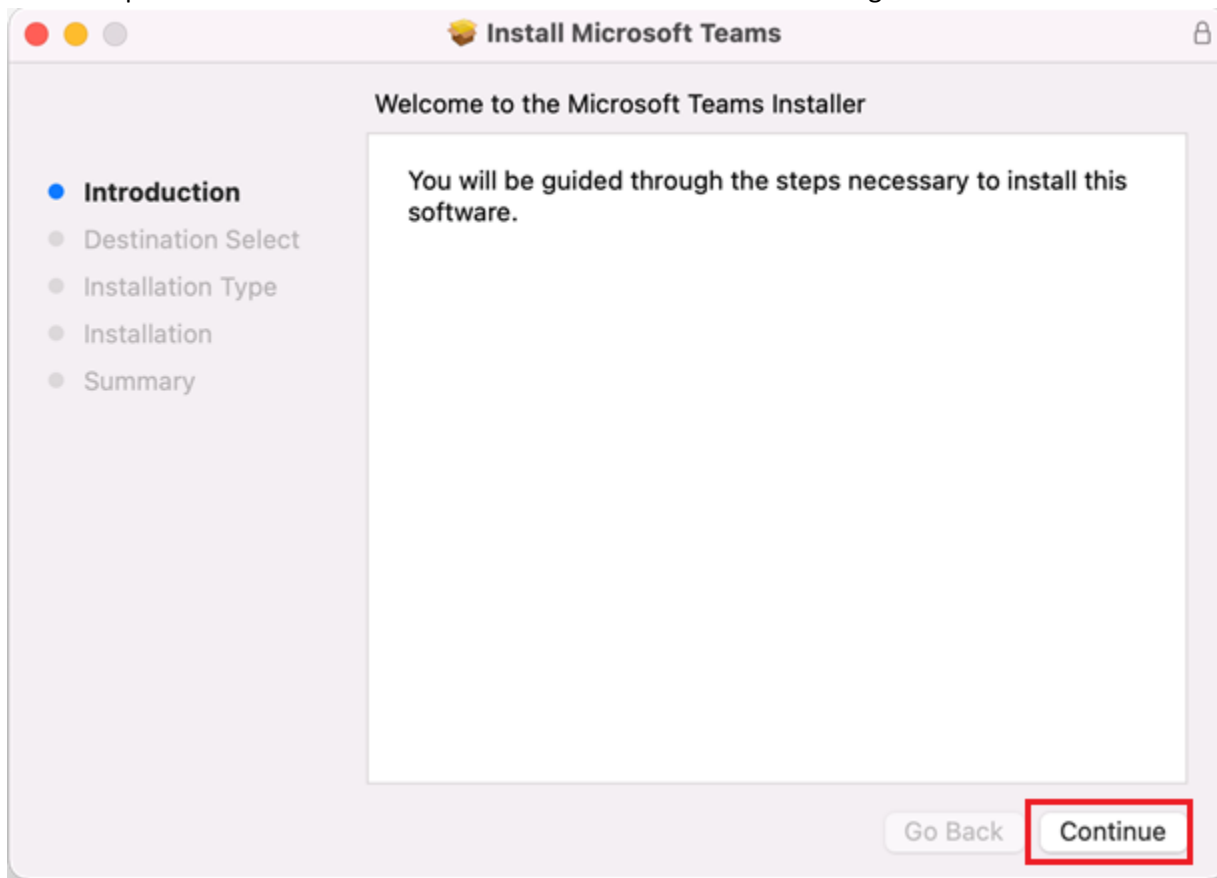 Install Microsoft Teams
Welcome to the Microsoft Teams Installer
Introduction
Destination Select
Installation Type
Installation
Summary
You will be guided through the steps necessary to install this
software.
Go Back
Continue